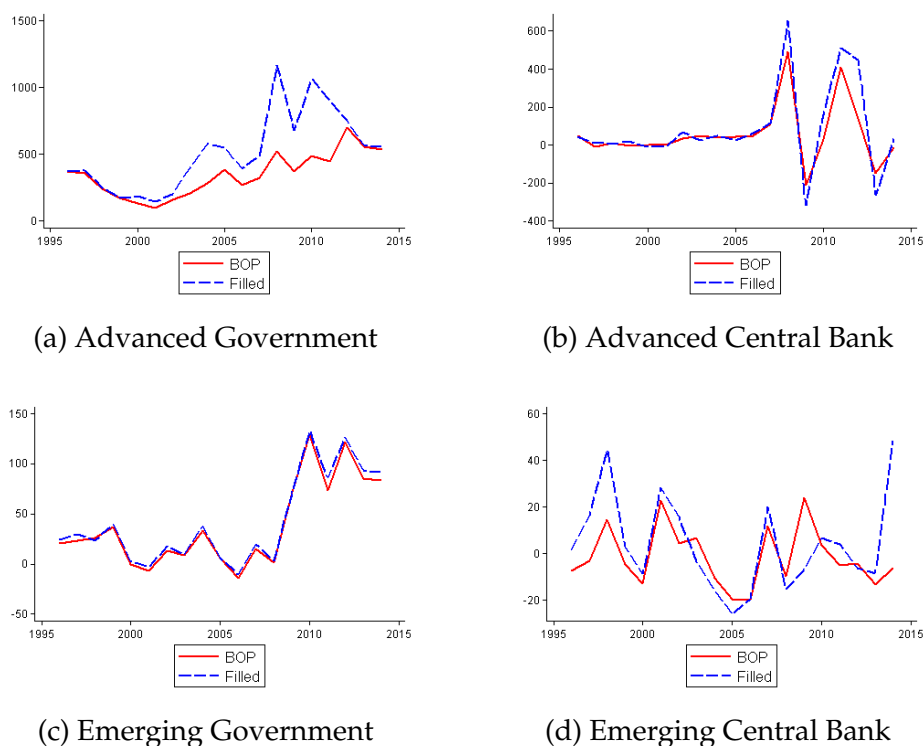 1500
1000
500
0
1995 2000 2005 2010 2015
BOP
Filled
(a) Advanced Government
600
400
200
0
-200
-400
1995 2000 2005 2010 2015
BOP
Filled
(b) Advanced Central Bank
150
100
50
0
-50
1995 2000 2005 2010 2015
BOP
Filled
(c) Emerging Government
60
40
20
0
-20
1995 2000 2005 2010 2015
BOP
Filled
(d) Emerging Central Bank